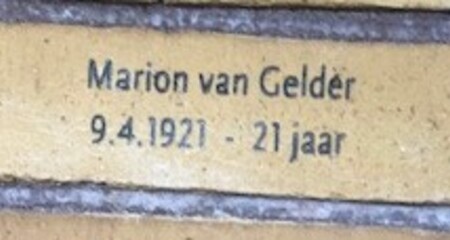 Marion van Gelder
9.4.1921 - 21 jaar